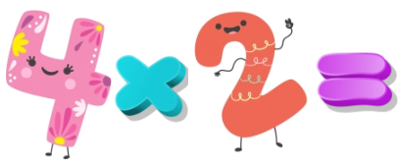 4 × 2 =